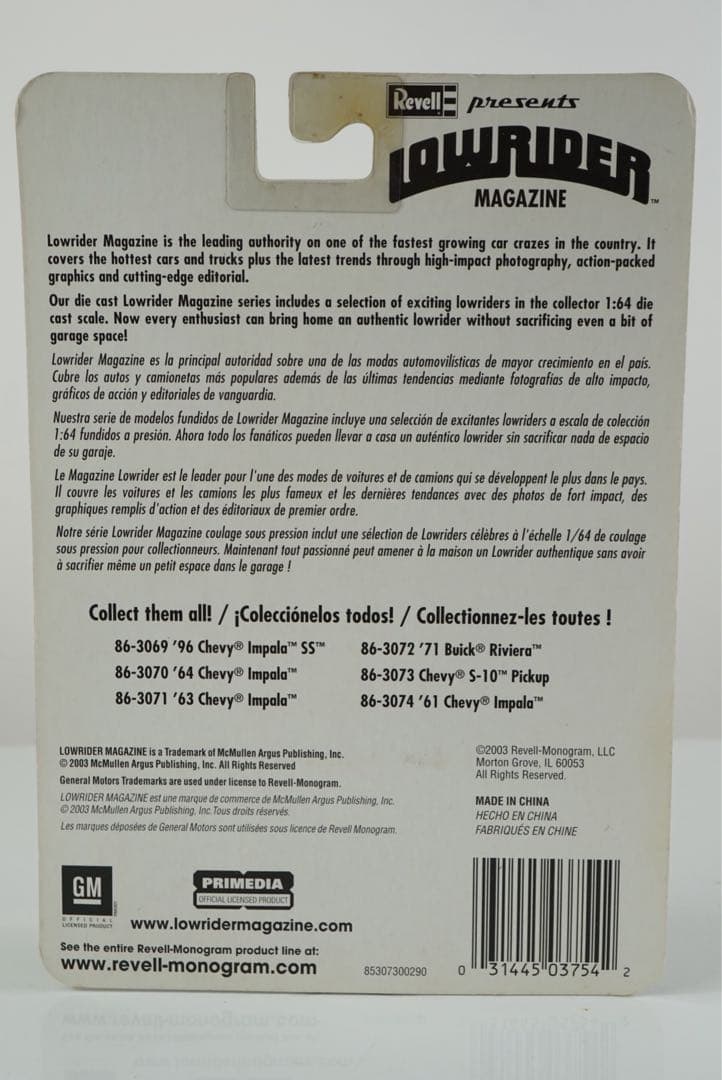 Revell presents
LOWRIDER
MAGAZINE ™
Lowrider Magazine is the leading authority on one of the fastest growing car crazes in the country. It
covers the hottest cars and trucks plus the latest trends through high-impact photography, action-packed
graphics and cutting-edge editorial.
Our die cast Lowrider Magazine series includes a selection of exciting lowriders in the collector 1:64 die
cast scale. Now every enthusiast can bring home an authentic lowrider without sacrificing even a bit of
garage space!
Lowrider Magazine es la principal autoridad sobre una de las modas automovilísticas de mayor crecimiento en el país.
Cubre los autos y camionetas más populares además de las últimas tendencias mediante fotografías de alto impacto,
gráficos de acción y editoriales de vanguardia.
Nuestra serie de modelos fundidos de Lowrider Magazine incluye una selección de excitantes lowriders a escala de colección
1:64 fundidos a presión. Ahora todo los fanáticos pueden llevar a casa un auténtico lowrider sin sacrificar nada de espacio
de su garaje.
Le Magazine Lowrider est le leader pour l'une des modes de voitures et de camions qui se développent le plus dans le pays.
Il couvre les voitures et les camions les plus fameux et les dernières tendances avec des photos de fort impact, des
graphiques remplis d'action et des éditoriaux de premier ordre.
Notre série Lowrider Magazine coulage sous pression inclut une sélection de Lowriders célèbres à l'échelle 1/64 de coulage
sous pression pour collectionneurs. Maintenant tout passionné peut amener à la maison un Lowrider authentique sans avoir
à sacrifier même un petit espace dans le garage !
Collect them all! / ¡Colecciónelos todos! / Collectionnez-les toutes !
86-3069 '96 Chevy® Impala™ SS™
86-3070 '64 Chevy® Impala™
86-3071 '63 Chevy® Impala™
86-3072 '71 Buick® Riviera™
86-3073 Chevy® S-10™ Pickup
86-3074 '61 Chevy® Impala™
LOWRIDER MAGAZINE is a Trademark of McMullen Argus Publishing, Inc.
© 2003 McMullen Argus Publishing, Inc. All Rights Reserved
General Motors Trademarks are used under license to Revell-Monogram.
LOWRIDER MAGAZINE est une marque de commerce de McMullen Argus Publishing, Inc.
© 2003 McMullen Argus Publishing, Inc. Tous droits réservés.
Les marques déposées de General Motors sont utilisées sous licence de Revell Monogram.
©2003 Revell-Monogram, LLC
Morton Grove, IL 60053
All Rights Reserved.
MADE IN CHINA
HECHO EN CHINA
FABRIQUÉS EN CHINE
GM
OFFICIAL
LICENSED PRODUCT
PRIMEDIA
OFFICIAL LICENSED PRODUCT
www.lowridermagazine.com
See the entire Revell-Monogram product line at:
www.revell-monogram.com
85307300290
0 31445 03754 2